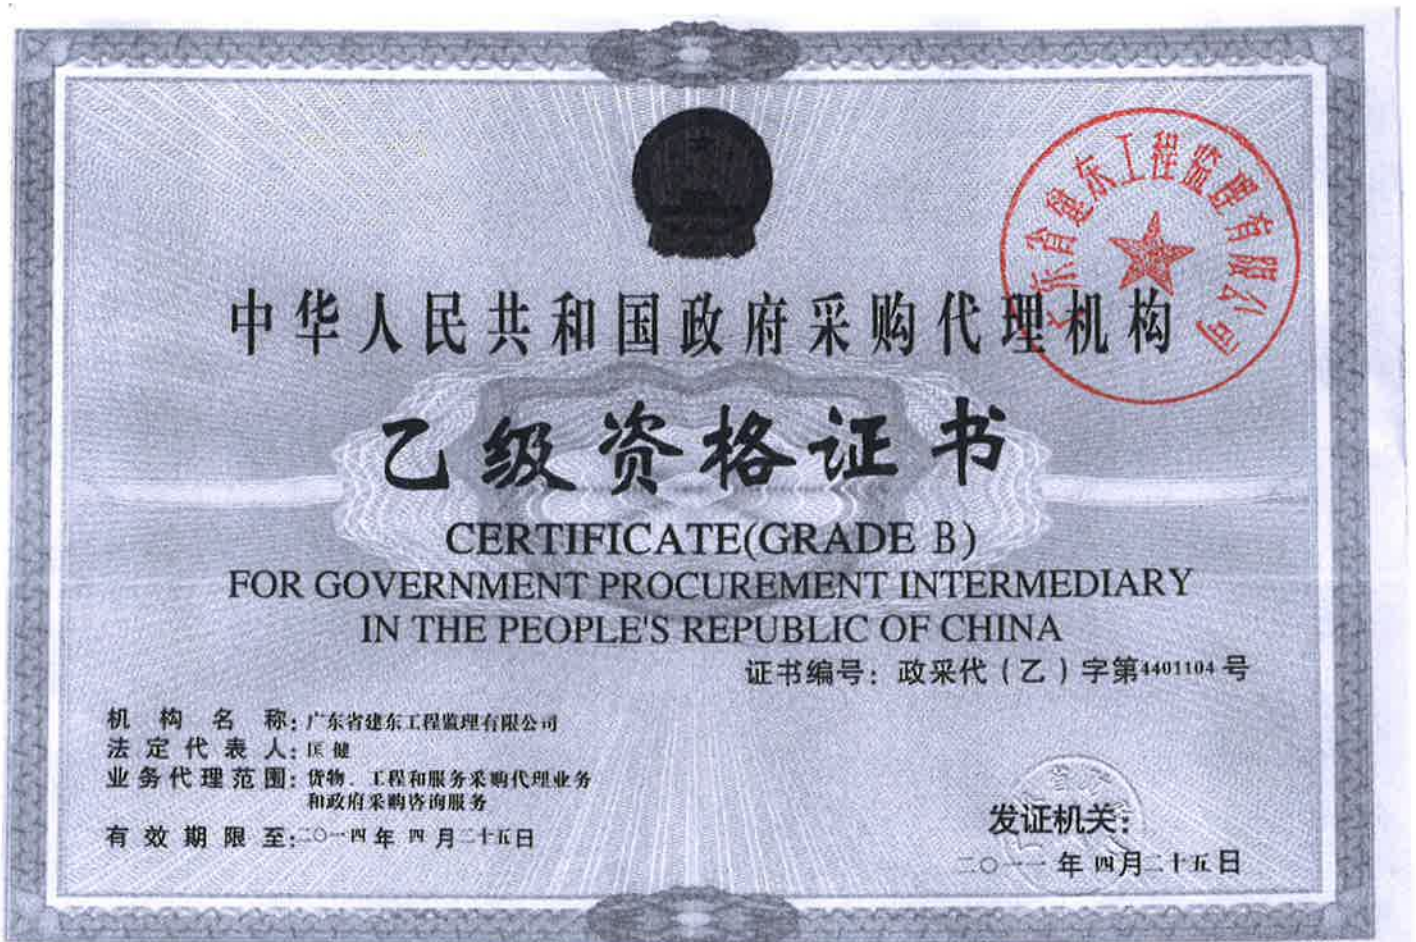 广东省建东工程监理有限公司
中华人民共和国政府采购代理机构
乙级资格证书
CERTIFICATE(GRADE B)
FOR GOVERNMENT PROCUREMENT INTERMEDIARY
IN THE PEOPLE'S REPUBLIC OF CHINA
证书编号：政采代（乙）字第4401104号
机构名称：广东省建东工程监理有限公司
法定代表人：匡健
业务代理范围：货物、工程和服务采购代理业务
和政府采购咨询服务
有效期限至：二〇一四年四月二十五日
发证机关：
二〇一一年四月二十五日